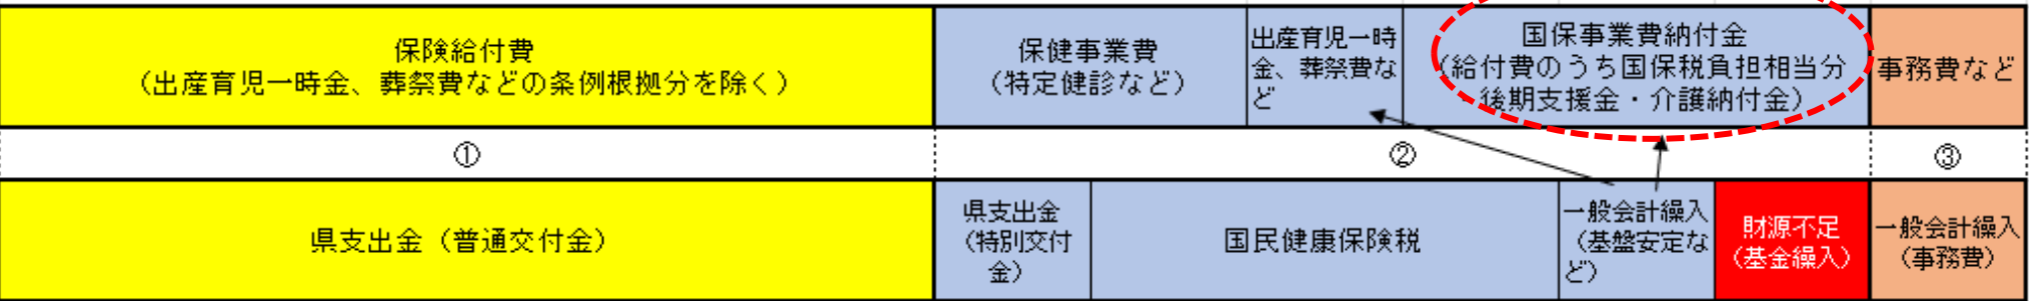 保険給付費
（出産育児一時金、葬祭費などの条例根拠分を除く）
保健事業費
（特定健診など）
出産育児一時
金、葬祭費な
ど
国保事業費納付金
（給付費のうち国保税負担相当分
・後期支援金・介護納付金）
事務費など
①
②
③
県支出金（普通交付金）
県支出金
（特別交付
金）
国民健康保険税
一般会計繰入
（基盤安定な
ど）
財源不足
（基金繰入）
一般会計繰入
（事務費）